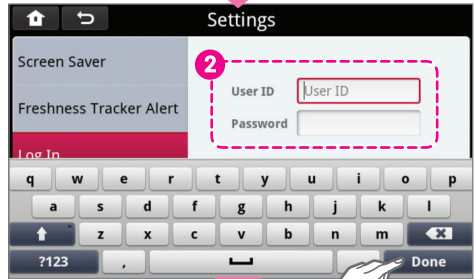 Settings
Screen Saver
2
User ID User ID
Freshness Tracker Alert
Password
Log In
q w e r t y u i o p
a s d f g h j k l
z x c v b n m
?123 , Done